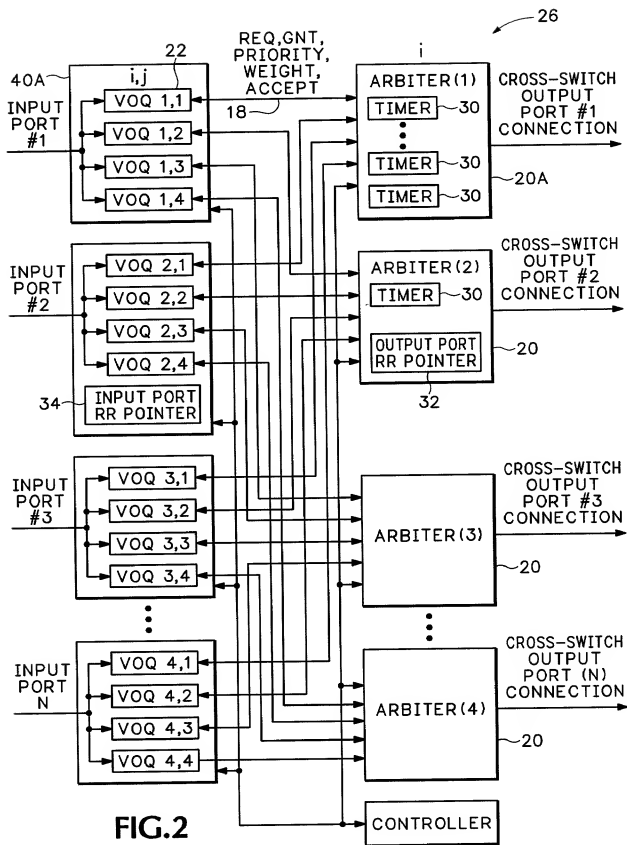 26
REQ,GNT,
PRIORITY,
WEIGHT,
ACCEPT
18
40A
i,j
22
INPUT
PORT
#1
VOQ 1,1
VOQ 1,2
VOQ 1,3
VOQ 1,4
i
ARBITER(1)
TIMER
30
TIMER
30
TIMER
30
20A
CROSS-SWITCH
OUTPUT
PORT #1
CONNECTION
INPUT
PORT
#2
VOQ 2,1
VOQ 2,2
VOQ 2,3
VOQ 2,4
34
INPUT PORT
RR POINTER
ARBITER(2)
TIMER
30
OUTPUT PORT
RR POINTER
32
20
CROSS-SWITCH
OUTPUT
PORT #2
CONNECTION
INPUT
PORT
#3
VOQ 3,1
VOQ 3,2
VOQ 3,3
VOQ 3,4
ARBITER(3)
20
CROSS-SWITCH
OUTPUT
PORT #3
CONNECTION
INPUT
PORT
N
VOQ 4,1
VOQ 4,2
VOQ 4,3
VOQ 4,4
ARBITER(4)
20
CROSS-SWITCH
OUTPUT
PORT (N)
CONNECTION
CONTROLLER
FIG.2